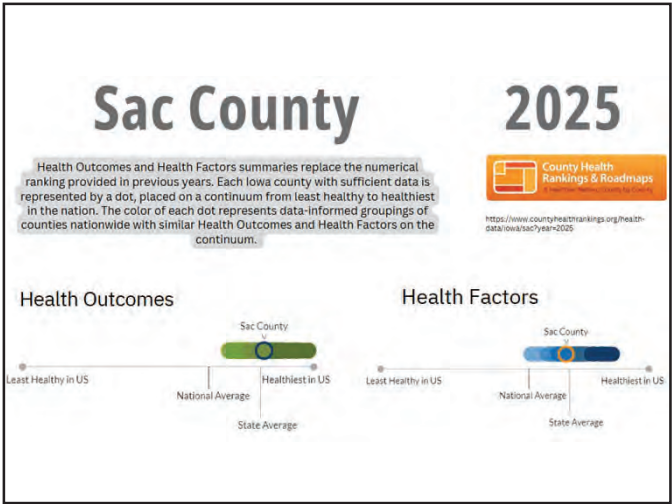 Sac County
2025
Health Outcomes and Health Factors summaries replace the numerical
ranking provided in previous years. Each Iowa county with sufficient data is
represented by a dot, placed on a continuum from least healthy to healthiest
in the nation. The color of each dot represents data-informed groupings of
counties nationwide with similar Health Outcomes and Health Factors on the
continuum.
County Health
Rankings & Roadmaps
A Healthier Nation, County by County
https://www.countyhealthrankings.org/health-
data/iowa/sac?year=2025
Health Outcomes
Sac County
Least Healthy in US
Healthiest in US
National Average
State Average
Health Factors
Sac County
Least Healthy in US
Healthiest in US
National Average
State Average